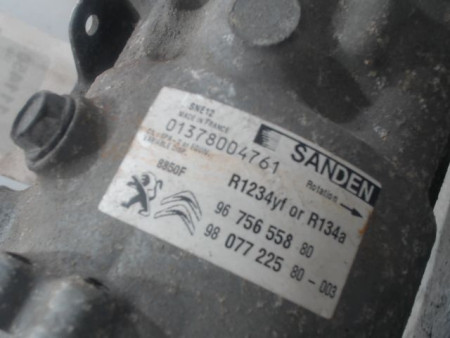 SANDEN
MADE IN FRANCE
01378004761
Rotation
8850F
R1234yf or R134a
96 756 558 80
98 077 225 80 - 003